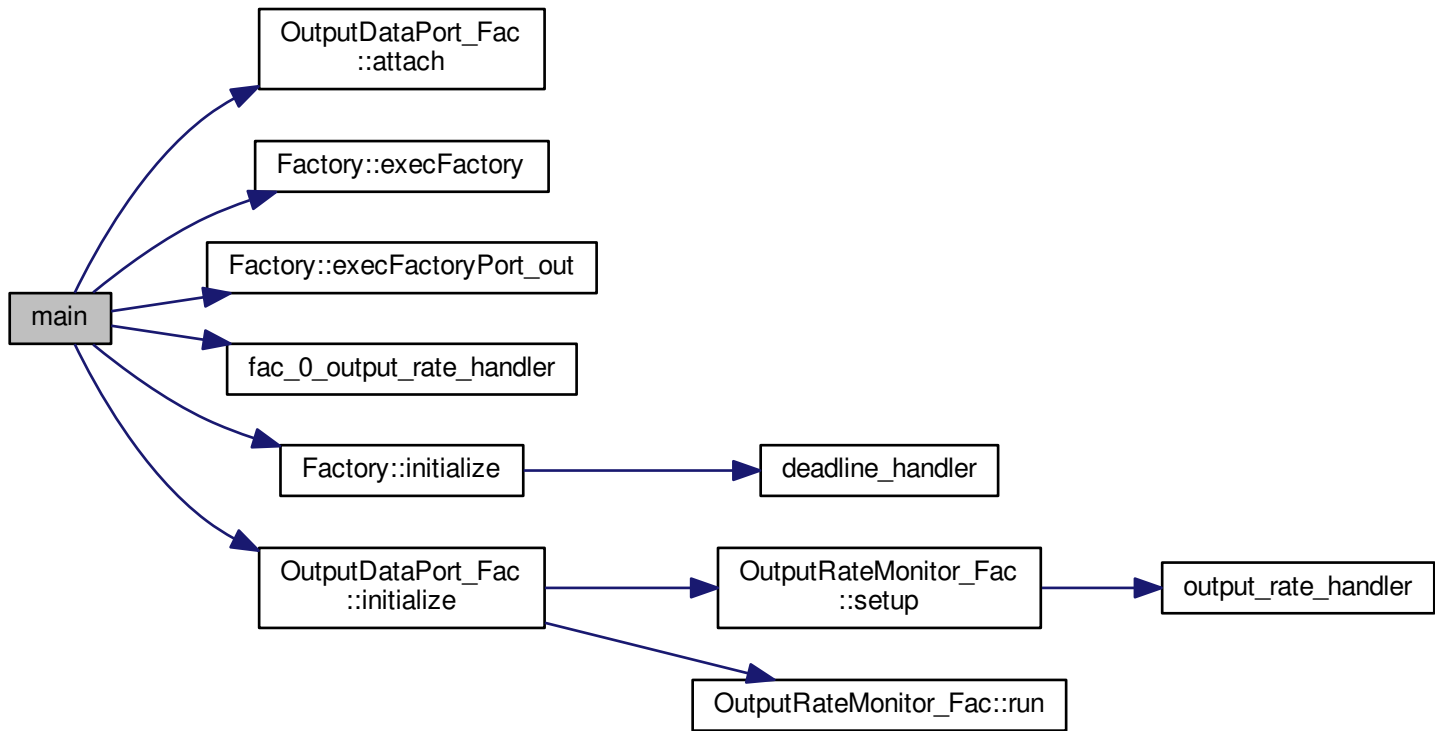 OutputDataPort_Fac
::attach
Factory::execFactory
Factory::execFactoryPort_out
main
fac_0_output_rate_handler
Factory::initialize
deadline_handler
OutputDataPort_Fac
::initialize
OutputRateMonitor_Fac
::setup
output_rate_handler
OutputRateMonitor_Fac::run